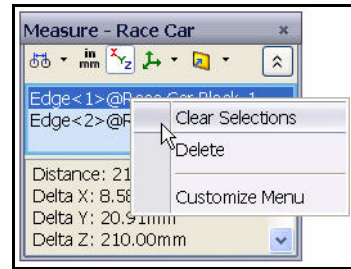 Measure - Race Car
in
mm
XYZ
Edge<1>@Race Car Block-1
Edge<2>@R
Clear Selections
Delete
Customize Menu
Distance: 21
Delta X: 8.58
Delta Y: 20.91mm
Delta Z: 210.00mm